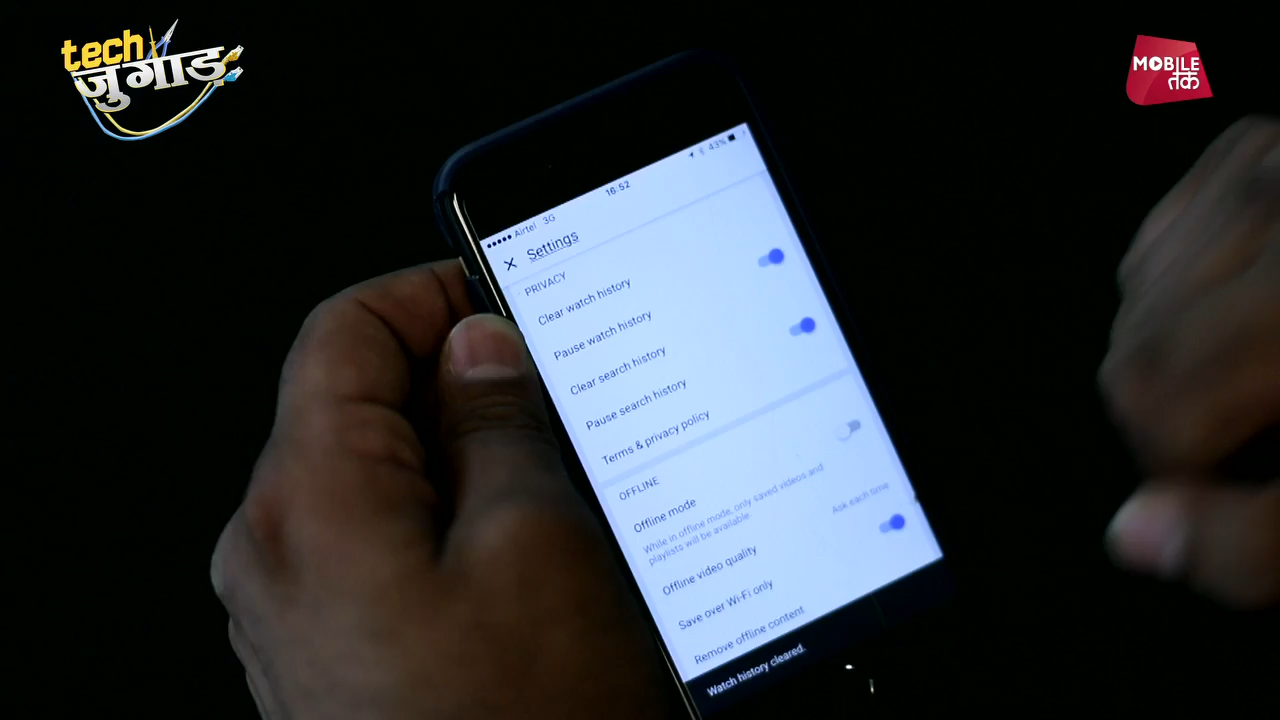 tech
जुगाड़
MOBILE
तक
Airtel 3G
16:52
43%
Settings
PRIVACY
Clear watch history
Pause watch history
Clear search history
Pause search history
Terms & privacy policy
OFFLINE
Offline mode
While in offline mode, only saved videos and
playlists will be available.
Offline video quality
Ask each time
Save over Wi-Fi only
Remove offline content
Watch history cleared.